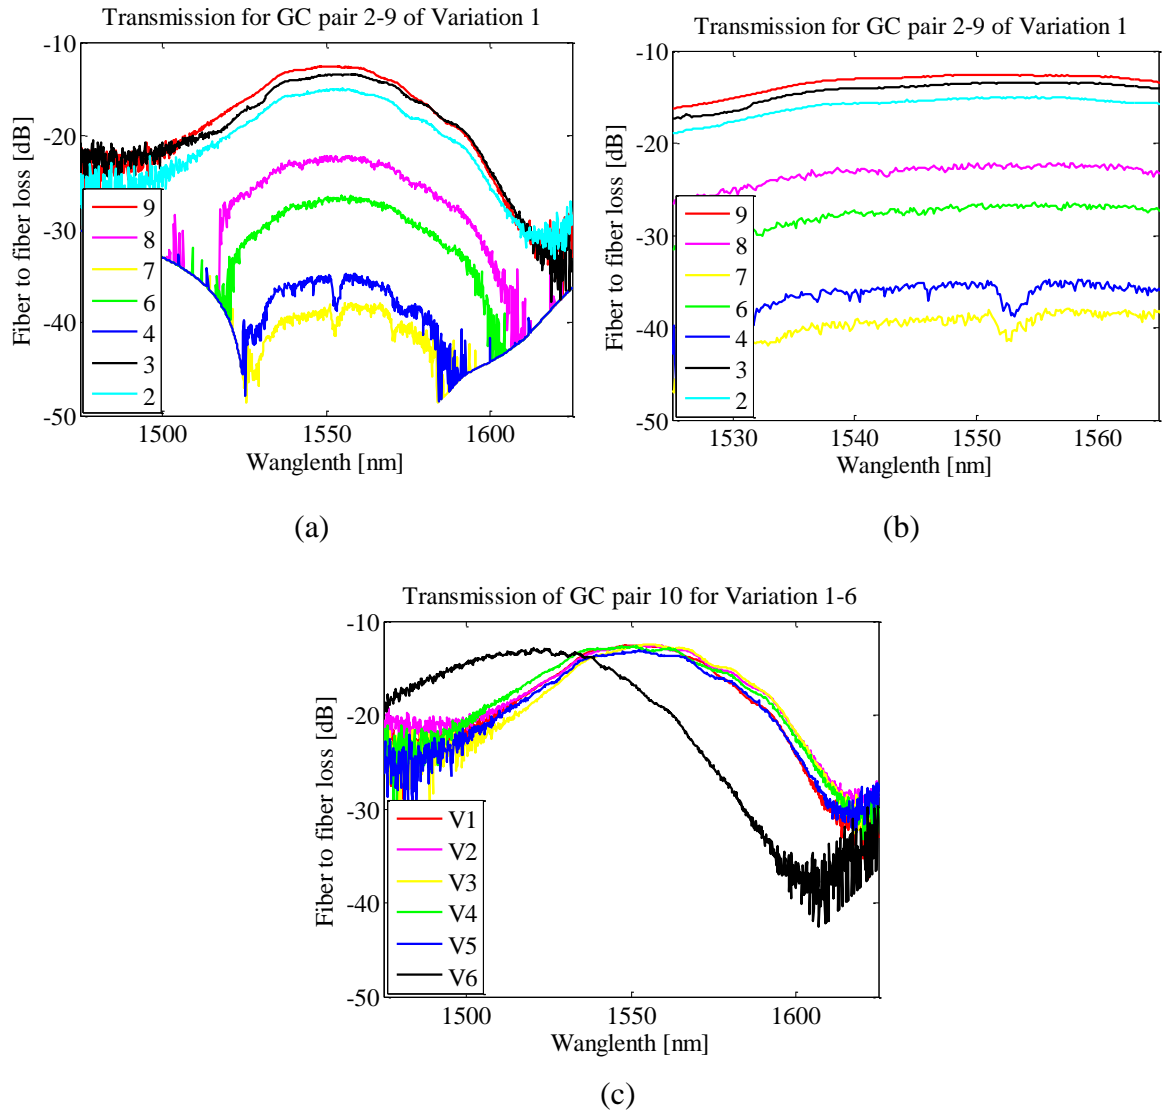 Transmission for GC pair 2-9 of Variation 1
-10
-20
-30
-40
-50
Fiber to fiber loss [dB]
9
8
7
6
4
3
2
1500
1550
1600
Wanglenth [nm]
(a)
Transmission for GC pair 2-9 of Variation 1
-10
-20
-30
-40
-50
Fiber to fiber loss [dB]
9
8
7
6
4
3
2
1530
1540
1550
1560
Wanglenth [nm]
(b)
Transmission of GC pair 10 for Variation 1-6
-10
-20
-30
-40
-50
Fiber to fiber loss [dB]
V1
V2
V3
V4
V5
V6
1500
1550
1600
Wanglenth [nm]
(c)